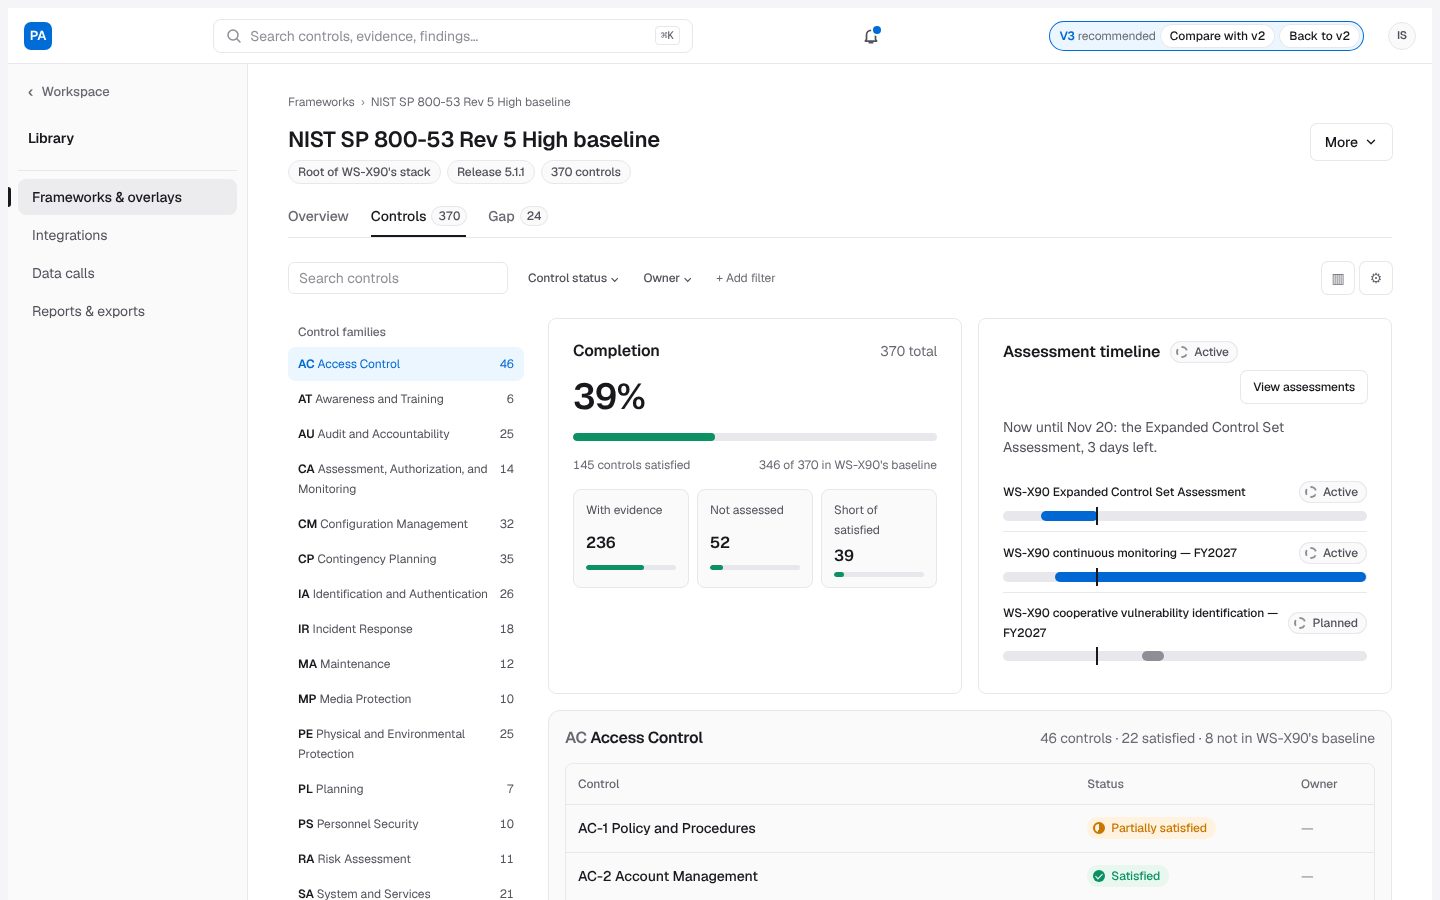 PA
Search controls, evidence, findings...
⌘K
V3 recommended Compare with v2 Back to v2
IS
‹ Workspace
Library
Frameworks & overlays
Integrations
Data calls
Reports & exports
Frameworks › NIST SP 800-53 Rev 5 High baseline
NIST SP 800-53 Rev 5 High baseline
More
Root of WS-X90's stack Release 5.1.1 370 controls
Overview Controls 370 Gap 24
Search controls
Control status Owner + Add filter
Control families
AC Access Control 46
AT Awareness and Training 6
AU Audit and Accountability 25
CA Assessment, Authorization, and 14
Monitoring
CM Configuration Management 32
CP Contingency Planning 35
IA Identification and Authentication 26
IR Incident Response 18
MA Maintenance 12
MP Media Protection 10
PE Physical and Environmental 25
Protection
PL Planning 7
PS Personnel Security 10
RA Risk Assessment 11
SA System and Services 21
Completion 370 total
39%
145 controls satisfied 346 of 370 in WS-X90's baseline
With evidence
236
Not assessed
52
Short of
satisfied
39
Assessment timeline Active
View assessments
Now until Nov 20: the Expanded Control Set
Assessment, 3 days left.
WS-X90 Expanded Control Set Assessment Active
WS-X90 continuous monitoring — FY2027 Active
WS-X90 cooperative vulnerability identification —
FY2027
Planned
AC Access Control 46 controls · 22 satisfied · 8 not in WS-X90's baseline
Control Status Owner
AC-1 Policy and Procedures Partially satisfied —
AC-2 Account Management Satisfied —